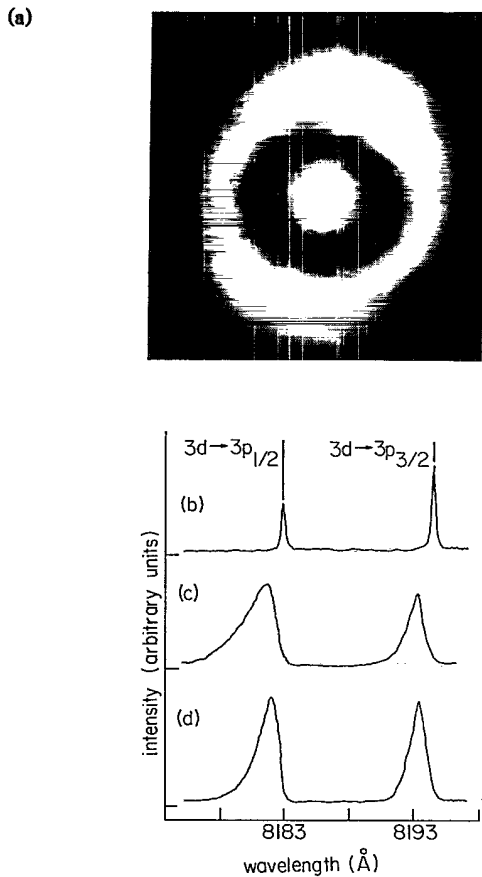 (a)
3d→3p1/2 3d→3p3/2
(b)
(c)
(d)
intensity (arbitrary units)
8183 8193
wavelength (Å)